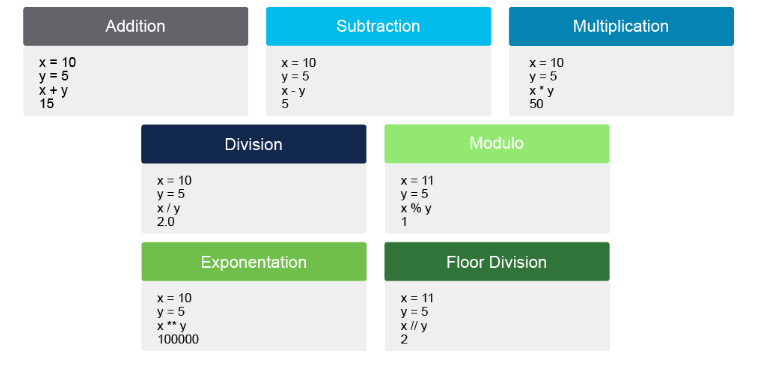 Addition
x = 10
y = 5
x + y
15
Subtraction
x = 10
y = 5
x - y
5
Multiplication
x = 10
y = 5
x * y
50
Division
x = 10
y = 5
x / y
2.0
Modulo
x = 11
y = 5
x % y
1
Exponentation
x = 10
y = 5
x ** y
100000
Floor Division
x = 11
y = 5
x // y
2